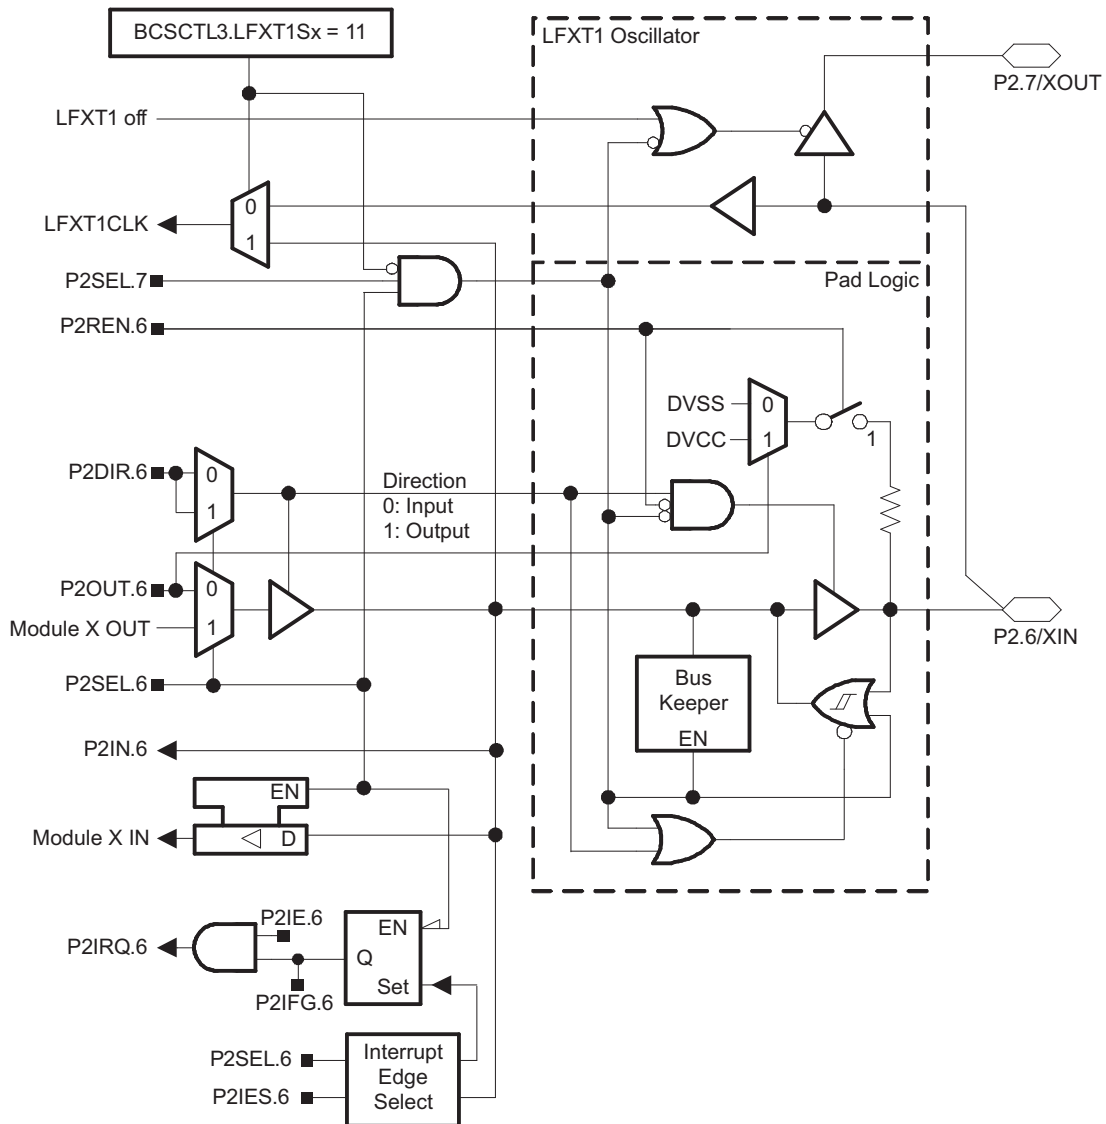 BCSCTL3.LFXT1Sx = 11
LFXT1 Oscillator
P2.7/XOUT
LFXT1 off
0
LFXT1CLK
1
P2SEL.7
Pad Logic
P2REN.6
DVSS
0
DVCC
1
1
P2DIR.6
0
1
Direction
0: Input
1: Output
P2OUT.6
0
Module X OUT
1
P2.6/XIN
P2SEL.6
Bus
Keeper
EN
P2IN.6
EN
Module X IN
D
P2IE.6
EN
P2IRQ.6
Q
Set
P2IFG.6
P2SEL.6
P2IES.6
Interrupt
Edge
Select